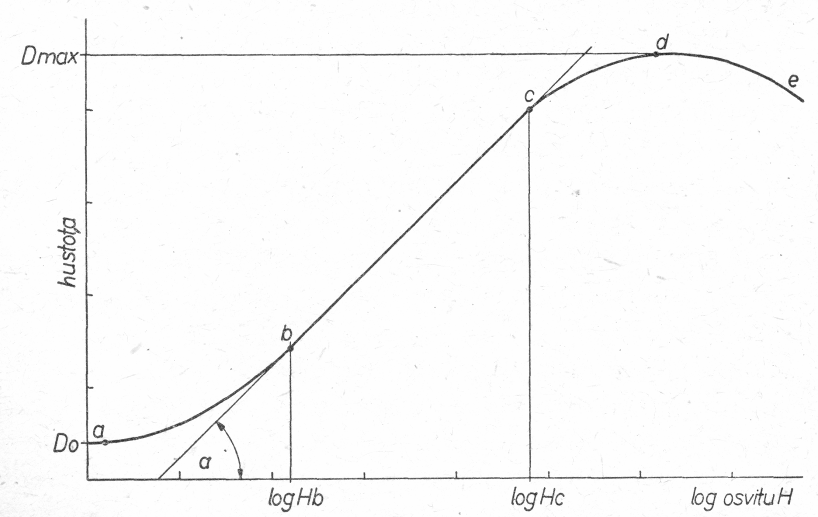 Dmax
d
e
c
hustota
b
a
Do
a
log Hb
log Hc
log osvitu H